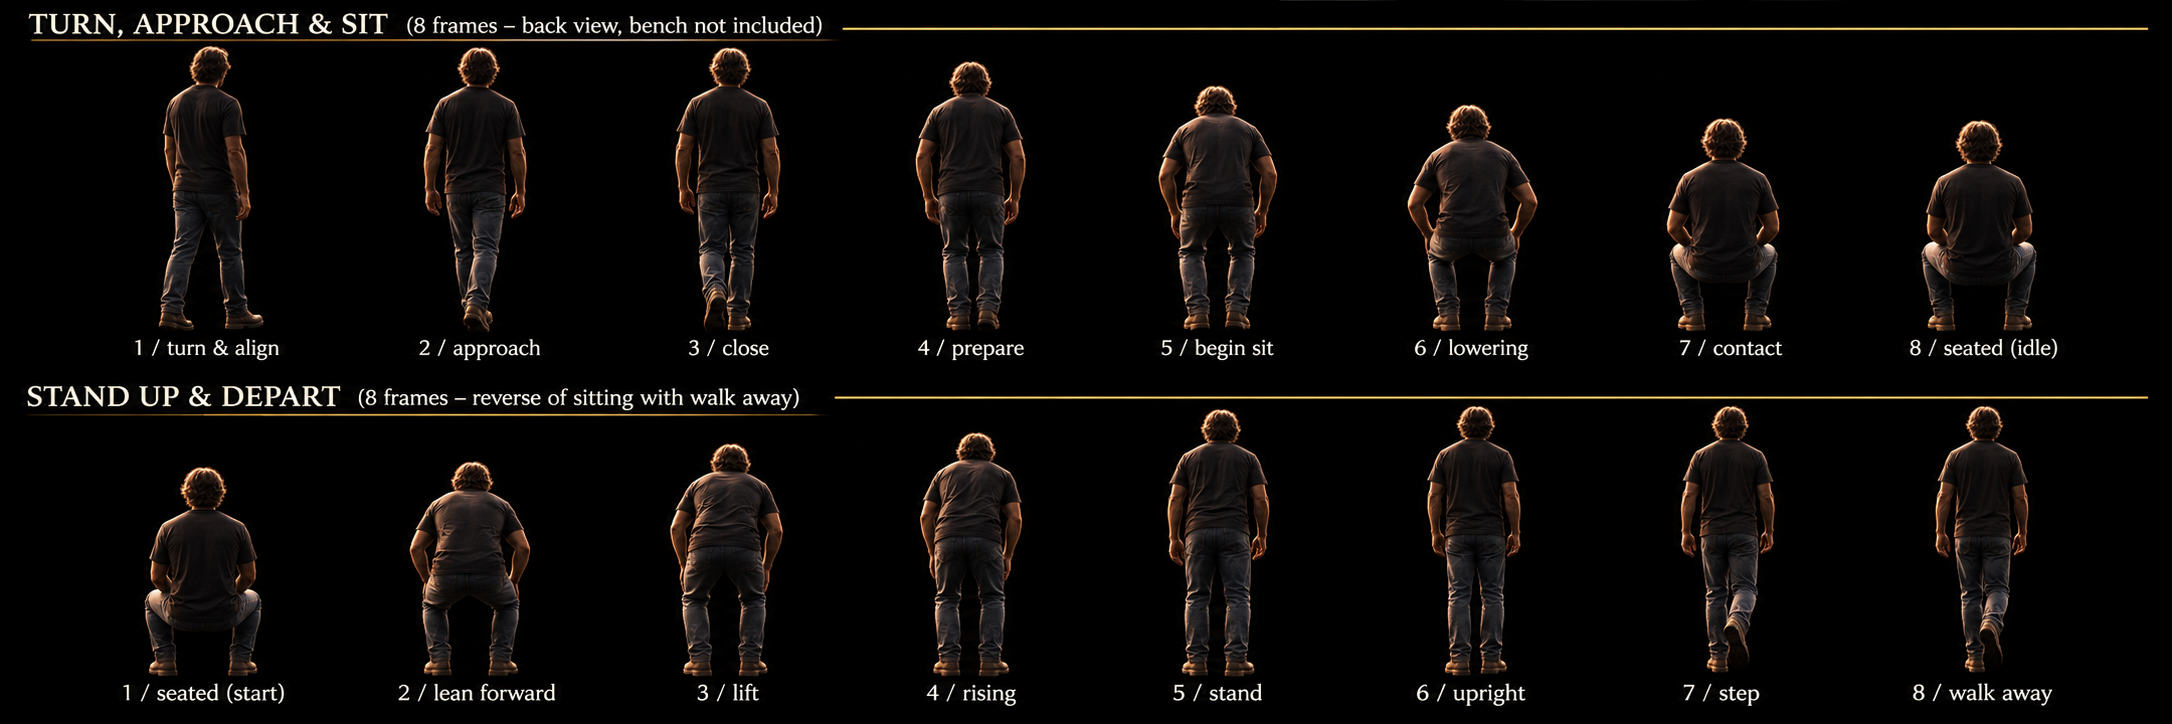 TURN, APPROACH & SIT (8 frames – back view, bench not included)
1 / turn & align
2 / approach
3 / close
4 / prepare
5 / begin sit
6 / lowering
7 / contact
8 / seated (idle)
STAND UP & DEPART (8 frames – reverse of sitting with walk away)
1 / seated (start)
2 / lean forward
3 / lift
4 / rising
5 / stand
6 / upright
7 / step
8 / walk away